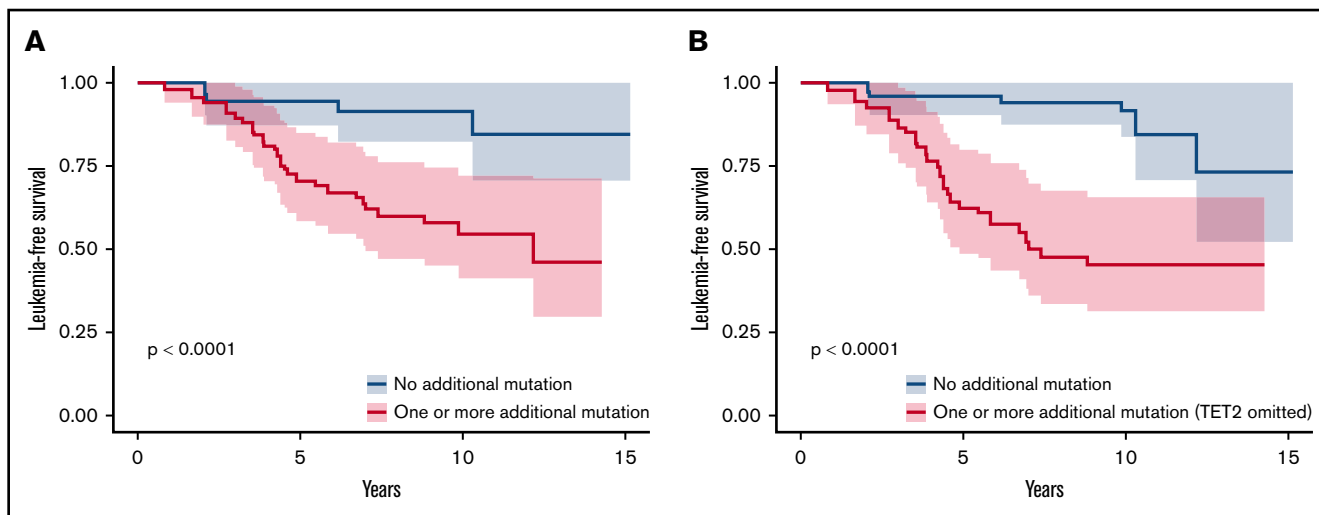 A
Leukemia-free survival
1.00
0.75
0.50
0.25
0.00
p < 0.0001
No additional mutation
One or more additional mutation
0 5 10 15
Years
B
Leukemia-free survival
1.00
0.75
0.50
0.25
0.00
p < 0.0001
No additional mutation
One or more additional mutation (TET2 omitted)
0 5 10 15
Years